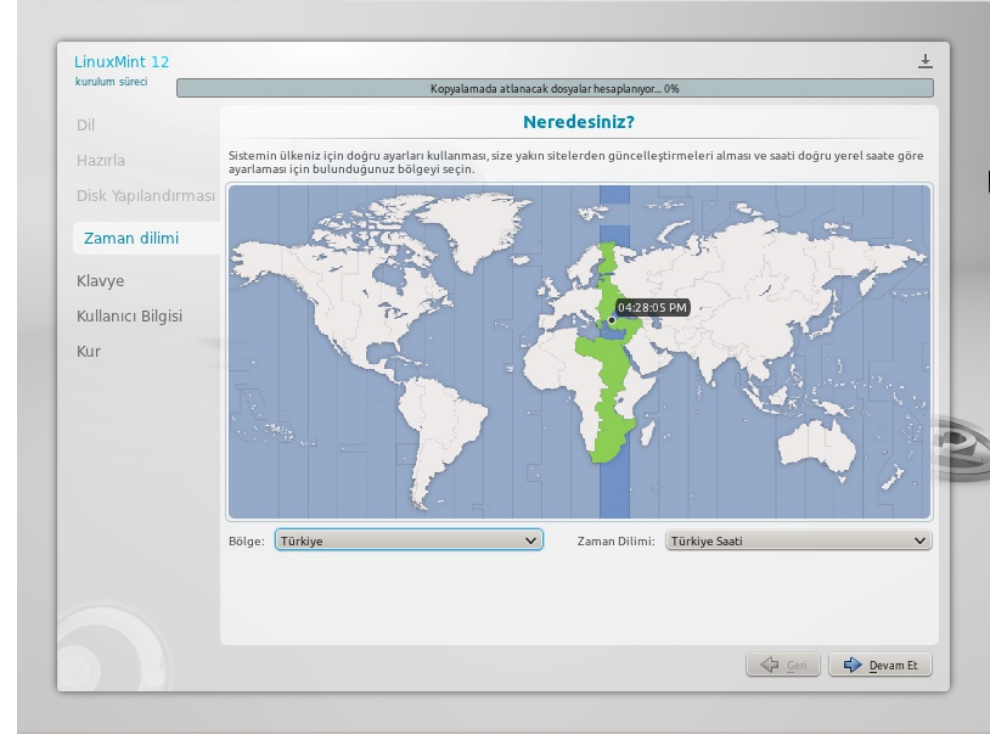 LinuxMint 12
kurulum süreci
Kopyalamada atlanacak dosyalar hesaplanıyor... 0%
Dil
Hazırla
Disk Yapılandırması
Zaman dilimi
Klavye
Kullanıcı Bilgisi
Kur
Neredesiniz?
Sistemin ülkeniz için doğru ayarları kullanması, size yakın sitelerden güncelleştirmeleri alması ve saati doğru yerel saate göre
ayarlaması için bulunduğunuz bölgeyi seçin.
04:28:05 PM
Bölge: Türkiye Zaman Dilimi: Türkiye Saati
Geri Devam Et